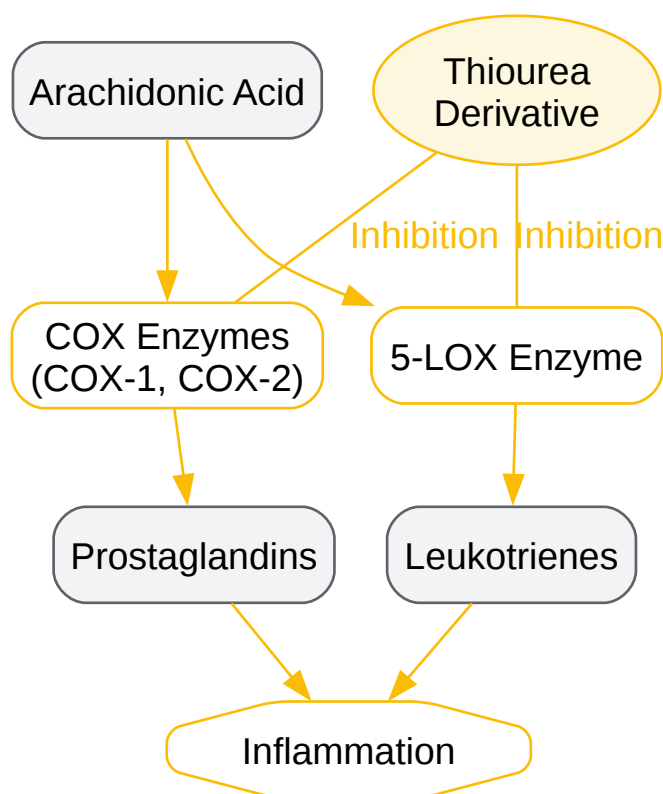 Arachidonic Acid
Thiourea
Derivative
Inhibition
Inhibition
COX Enzymes
(COX-1, COX-2)
5-LOX Enzyme
Prostaglandins
Leukotrienes
Inflammation